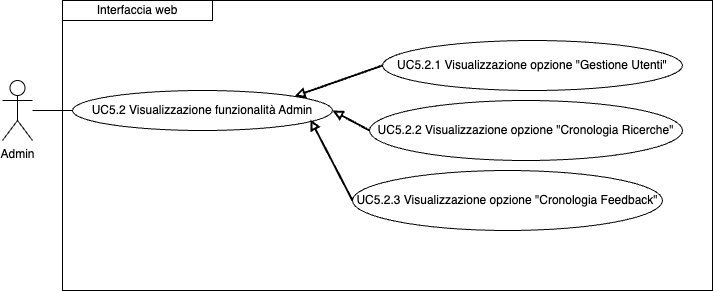 Interfaccia web
UC5.2.1 Visualizzazione opzione "Gestione Utenti"
UC5.2 Visualizzazione funzionalità Admin
UC5.2.2 Visualizzazione opzione "Cronologia Ricerche"
Admin
UC5.2.3 Visualizzazione opzione "Cronologia Feedback"